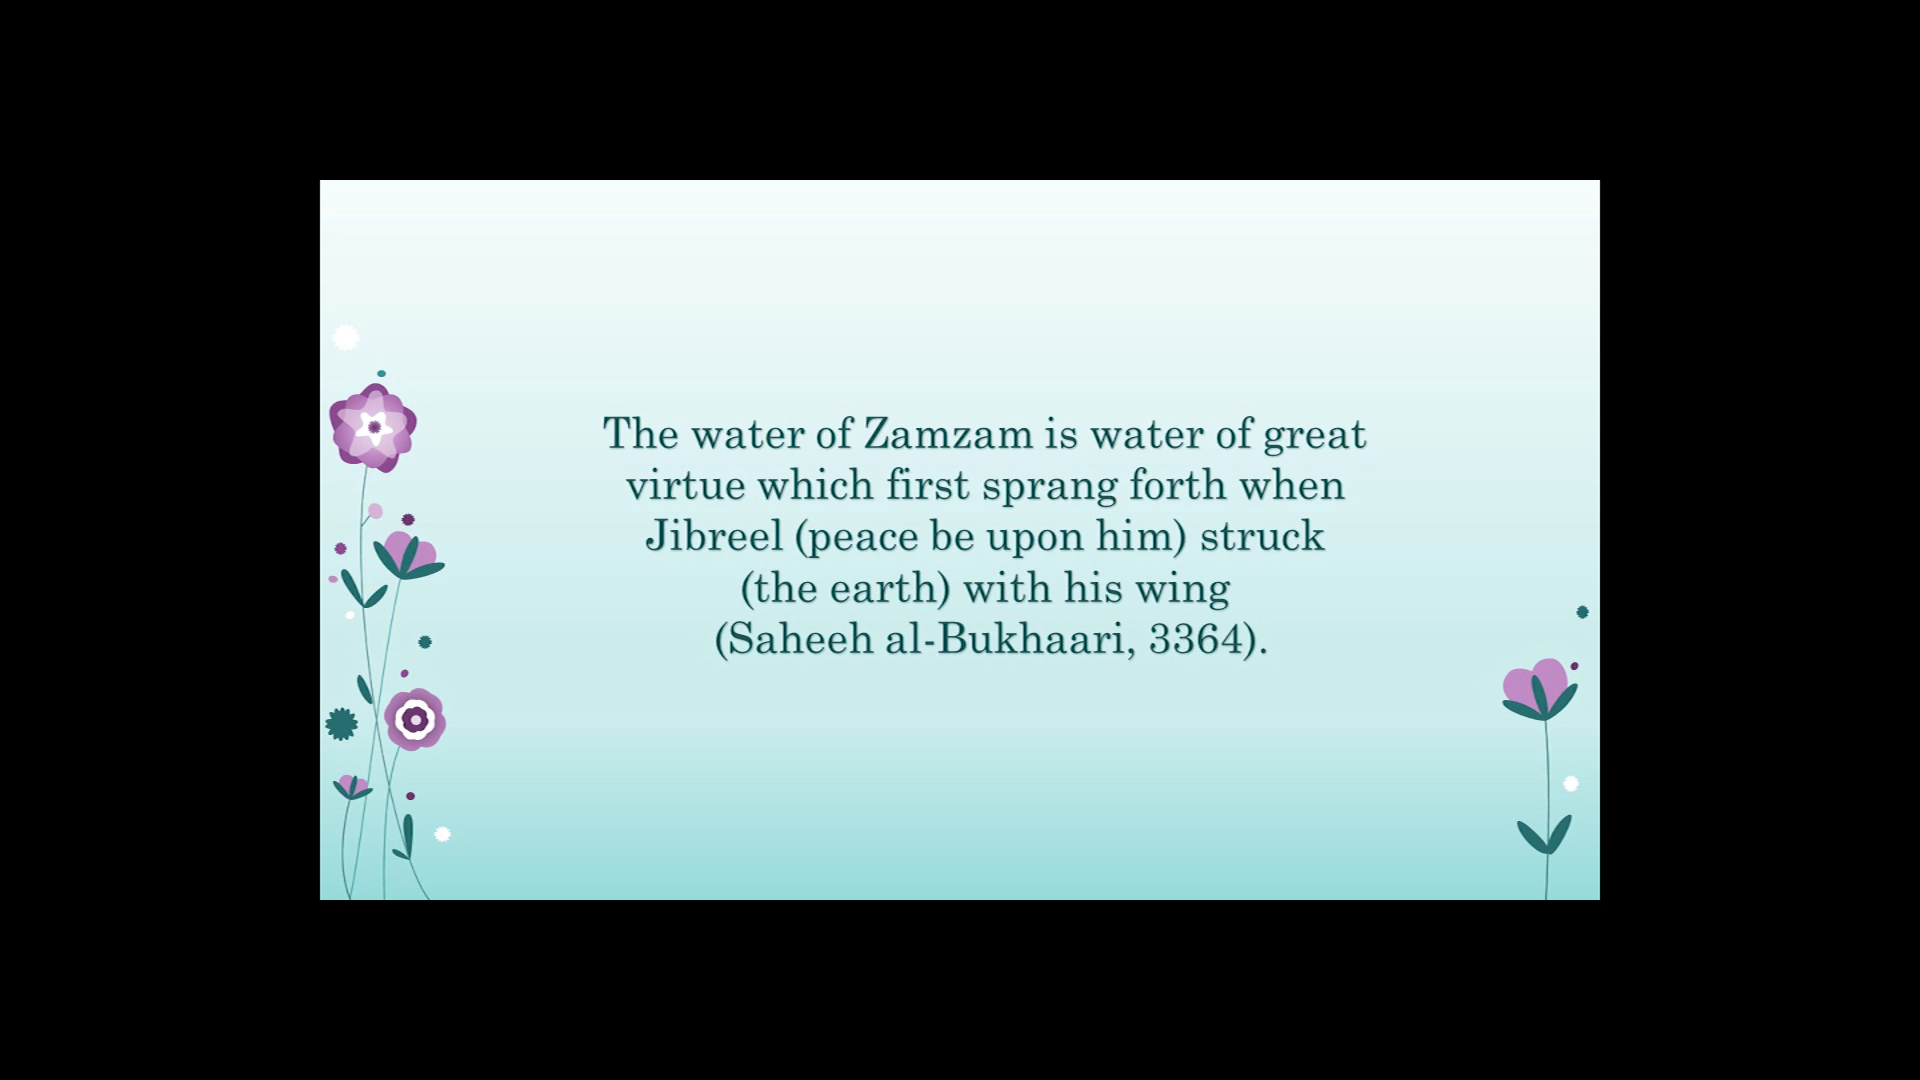 The water of Zamzam is water of great
virtue which first sprang forth when
Jibreel (peace be upon him) struck
(the earth) with his wing
(Saheeh al-Bukhaari, 3364).